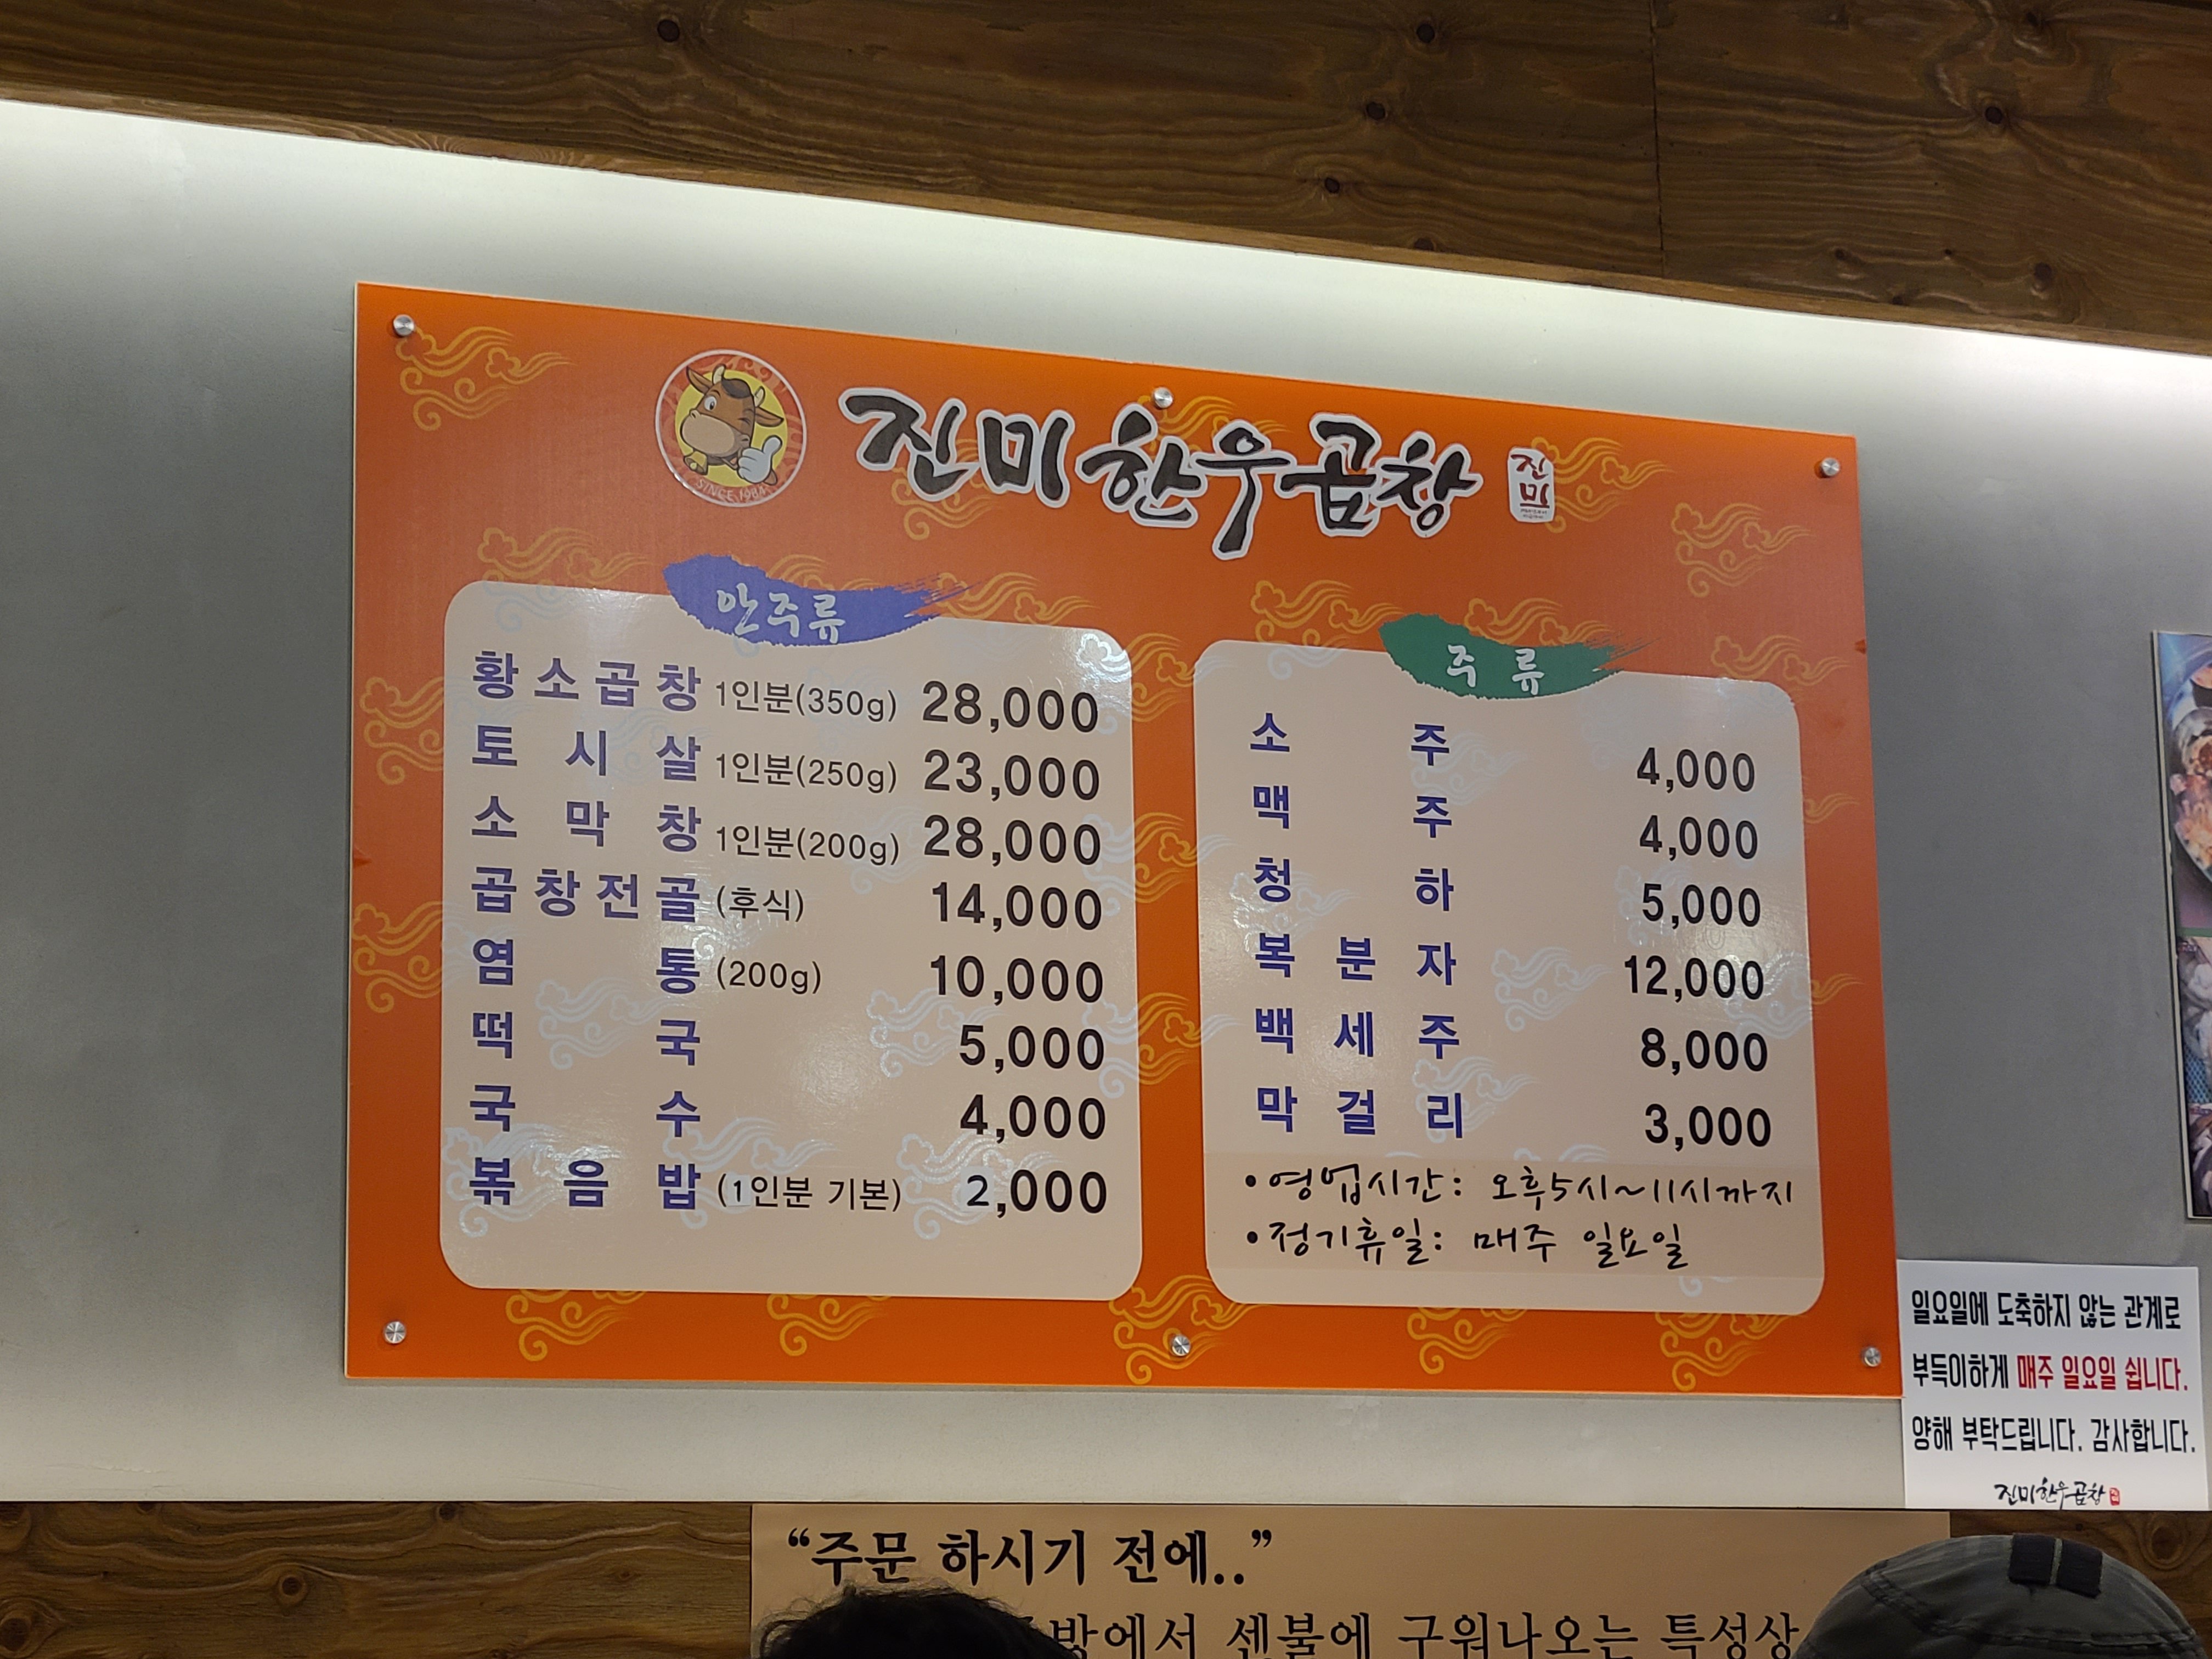 SINCE 1984
진미한우곱창
진미
안주류
황소곱창 1인분(350g) 28,000
토시살 1인분(250g) 23,000
소막창 1인분(200g) 28,000
곱창전골 (후식) 14,000
염통 (200g) 10,000
떡국 5,000
국수 4,000
볶음밥 (1인분 기본) 2,000
주류
소주 4,000
맥주 4,000
청하 5,000
복분자 12,000
백세주 8,000
막걸리 3,000
•영업시간: 오후5시~11시까지
•정기휴일: 매주 일요일
일요일에 도축하지 않는 관계로
부득이하게 매주 일요일 쉽니다.
양해 부탁드립니다. 감사합니다.
진미한우곱창
“주문 하시기 전에..”
방에서 센불에 구워나오는 특성상